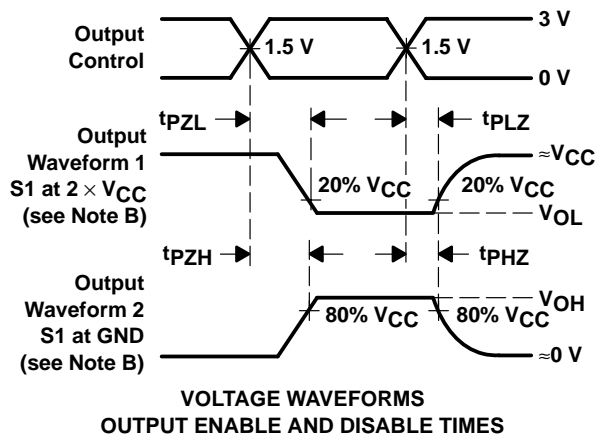 3 V
Output
Control
1.5 V
1.5 V
0 V
tPZL
tPLZ
Output
Waveform 1
S1 at 2 × VCC
(see Note B)
≈VCC
20% VCC
20% VCC
VOL
tPZH
tPHZ
Output
Waveform 2
S1 at GND
(see Note B)
VOH
80% VCC
80% VCC
≈0 V
VOLTAGE WAVEFORMS
OUTPUT ENABLE AND DISABLE TIMES